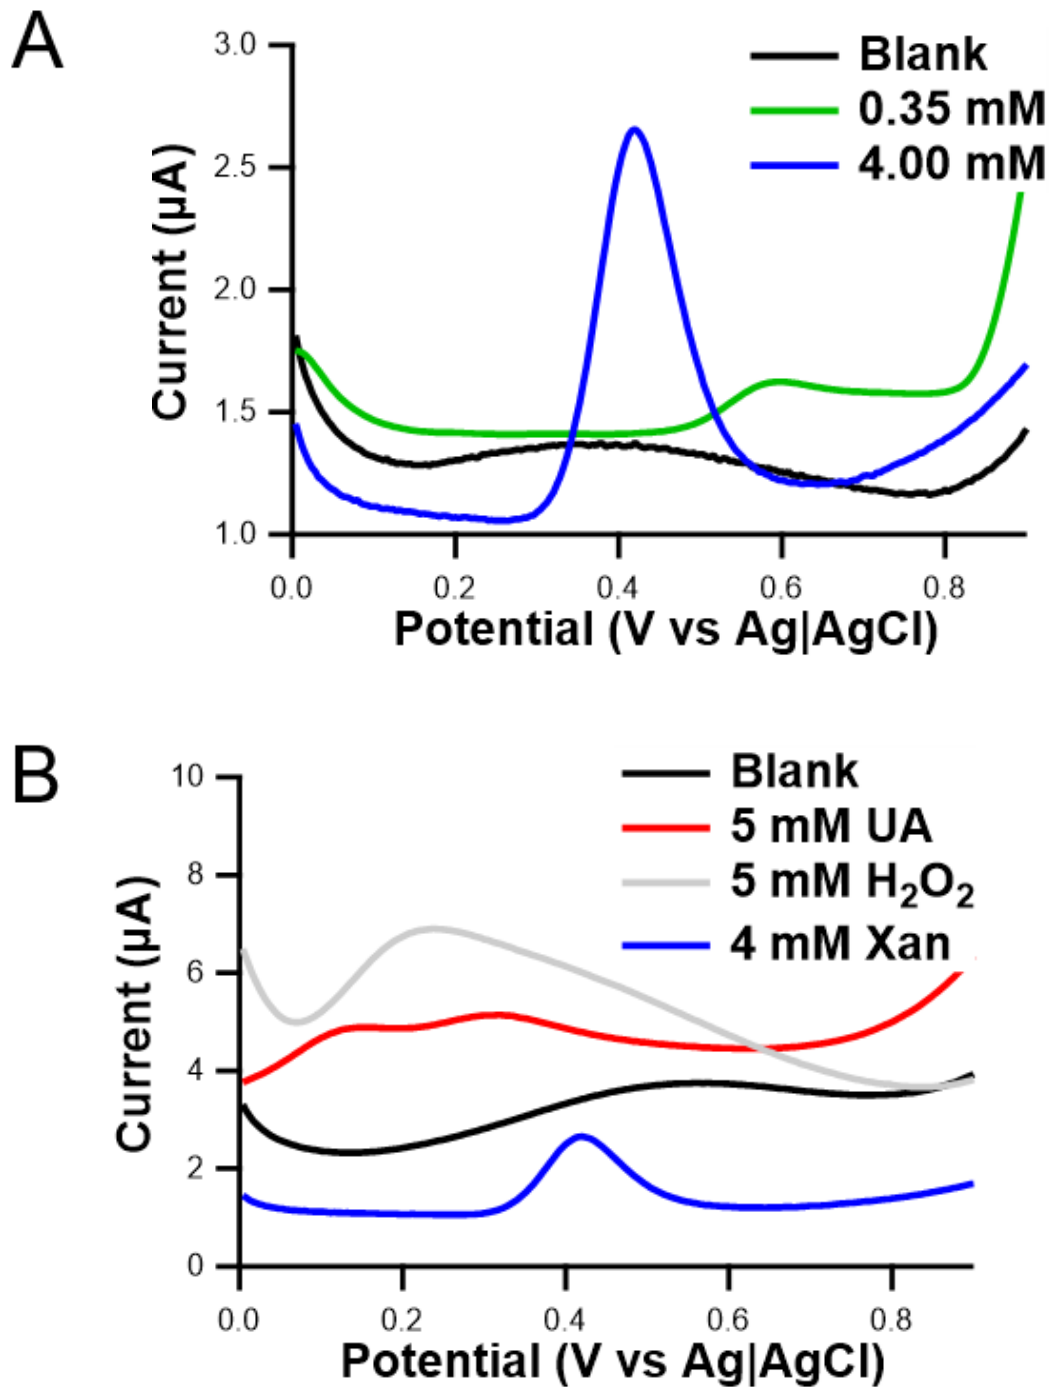 A
3.0
2.5
2.0
1.5
1.0
Current (µA)
Blank
0.35 mM
4.00 mM
0.0 0.2 0.4 0.6 0.8
Potential (V vs Ag|AgCl)
B
10
8
6
4
2
0
Current (µA)
Blank
5 mM UA
5 mM H₂O₂
4 mM Xan
0.0 0.2 0.4 0.6 0.8
Potential (V vs Ag|AgCl)